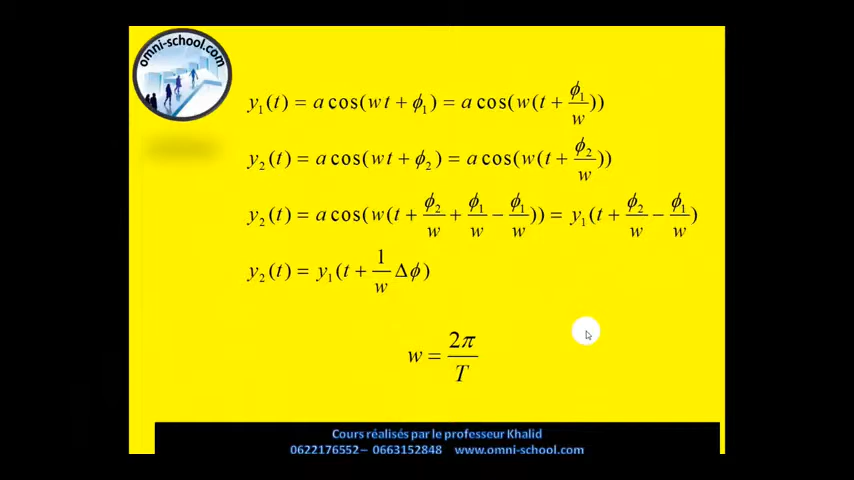 omni-school.com
y₁(t) = a cos(wt + ϕ₁) = a cos(w(t + ϕ₁/w))
y₂(t) = a cos(wt + ϕ₂) = a cos(w(t + ϕ₂/w))
y₂(t) = a cos(w(t + ϕ₂/w + ϕ₁/w − ϕ₁/w)) = y₁(t + ϕ₂/w − ϕ₁/w)
y₂(t) = y₁(t + 1/w Δϕ)
w = 2π/T
Cours réalisés par le professeur Khalid
0622176552– 0663152848 www.omni-school.com